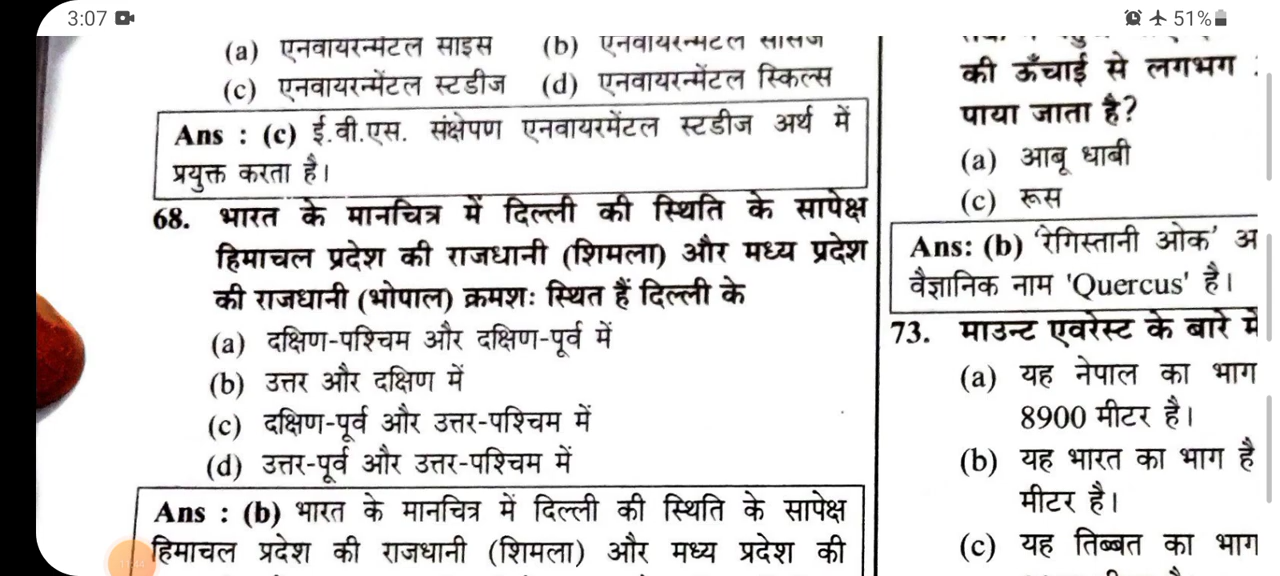 3:07
51%
(a) एनवायरन्मेंटल साइंस (b) एनवायरन्मेंटल सांसेज
(c) एनवायरन्मेंटल स्टडीज (d) एनवायरन्मेंटल स्किल्स
Ans : (c) ई.वी.एस. संक्षेपण एनवायरमेंटल स्टडीज अर्थ में
प्रयुक्त करता है।
68. भारत के मानचित्र में दिल्ली की स्थिति के सापेक्ष
हिमाचल प्रदेश की राजधानी (शिमला) और मध्य प्रदेश
की राजधानी (भोपाल) क्रमशः स्थित हैं दिल्ली के
(a) दक्षिण-पश्चिम और दक्षिण-पूर्व में
(b) उत्तर और दक्षिण में
(c) दक्षिण-पूर्व और उत्तर-पश्चिम में
(d) उत्तर-पूर्व और उत्तर-पश्चिम में
Ans : (b) भारत के मानचित्र में दिल्ली की स्थिति के सापेक्ष
हिमाचल प्रदेश की राजधानी (शिमला) और मध्य प्रदेश की
की ऊँचाई से लगभग
पाया जाता है?
(a) आबू धाबी
(c) रूस
Ans: (b) 'रेगिस्तानी ओक' अ
वैज्ञानिक नाम 'Quercus' है।
73. माउन्ट एवरेस्ट के बारे में
(a) यह नेपाल का भाग
8900 मीटर है।
(b) यह भारत का भाग है
मीटर है।
(c) यह तिब्बत का भाग